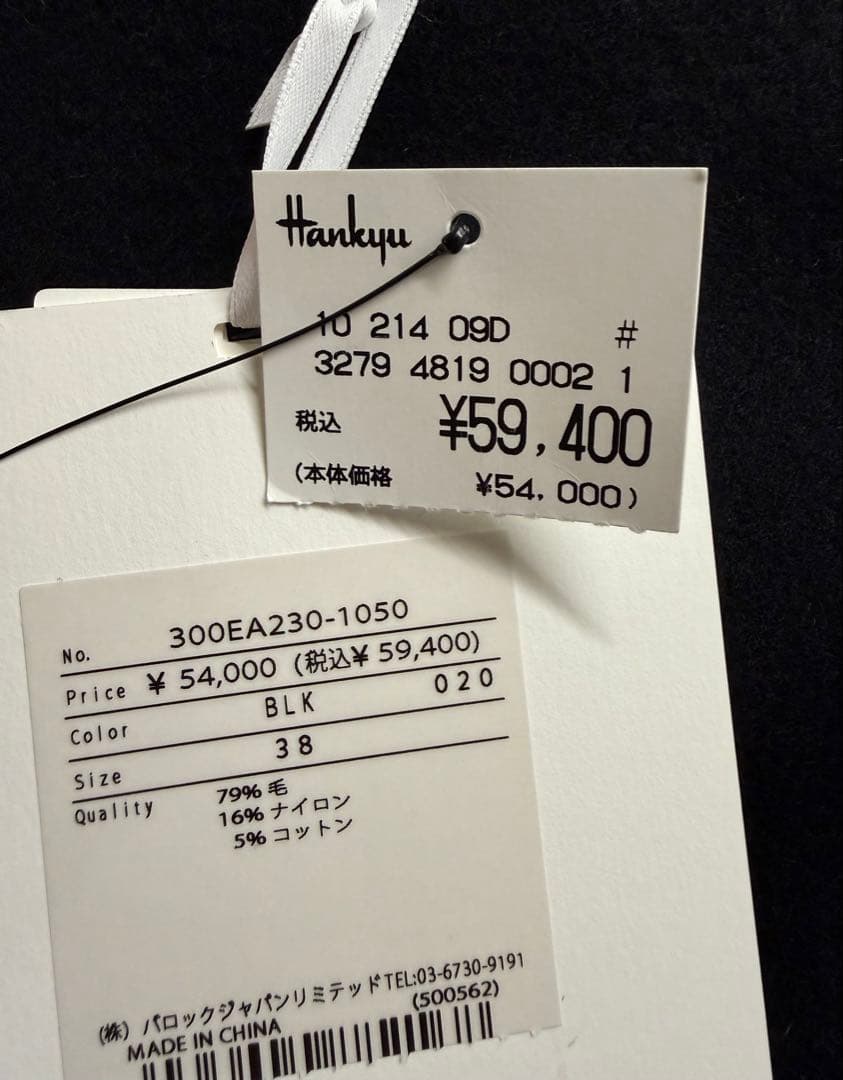 Hankyu
10 214 09D #
3279 4819 0002 1
税込 ¥59,400
(本体価格 ¥54,000)
No. 300EA230-1050
Price ¥ 54,000 (税込¥ 59,400)
Color BLK 020
Size 38
Quality 79% 毛
16% ナイロン
5% コットン
(株) バロックジャパンリミテッド TEL:03-6730-9191
(500562)
MADE IN CHINA